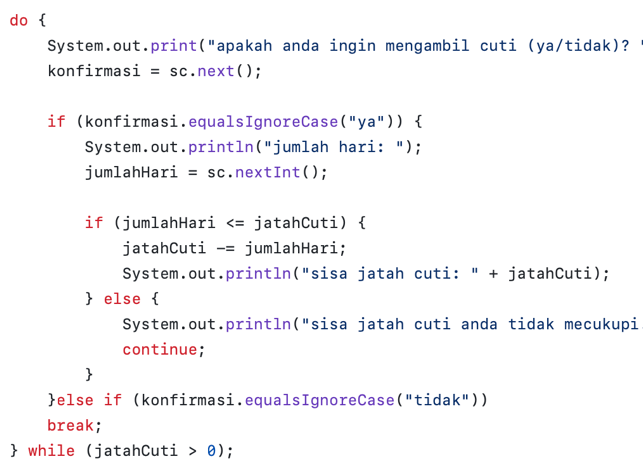 do {
System.out.print("apakah anda ingin mengambil cuti (ya/tidak)? "
konfirmasi = sc.next();
if (konfirmasi.equalsIgnoreCase("ya")) {
System.out.println("jumlah hari: ");
jumlahHari = sc.nextInt();
if (jumlahHari <= jatahCuti) {
jatahCuti -= jumlahHari;
System.out.println("sisa jatah cuti: " + jatahCuti);
} else {
System.out.println("sisa jatah cuti anda tidak mecukupi
continue;
}
}else if (konfirmasi.equalsIgnoreCase("tidak"))
break;
} while (jatahCuti > 0);